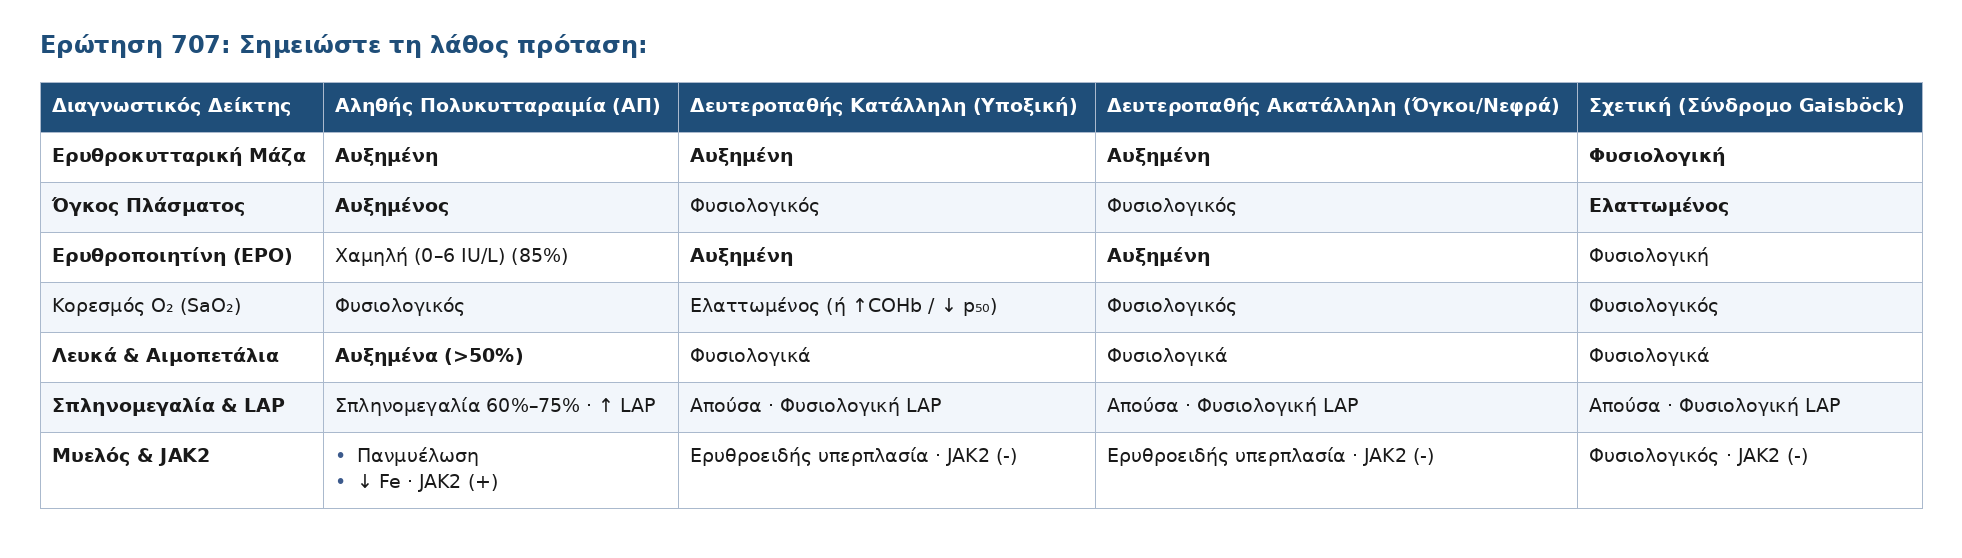 Ερώτηση 707: Σημειώστε τη λάθος πρόταση:
Διαγνωστικός Δείκτης Αληθής Πολυκυτταραιμία (ΑΠ) Δευτεροπαθής Κατάλληλη (Υποξική) Δευτεροπαθής Ακατάλληλη (Όγκοι/Νεφρά) Σχετική (Σύνδρομο Gaisböck)
Ερυθροκυτταρική Μάζα Αυξημένη Αυξημένη Αυξημένη Φυσιολογική
Όγκος Πλάσματος Αυξημένος Φυσιολογικός Φυσιολογικός Ελαττωμένος
Ερυθροποιητίνη (EPO) Χαμηλή (0–6 IU/L) (85%) Αυξημένη Αυξημένη Φυσιολογική
Κορεσμός O₂ (SaO₂) Φυσιολογικός Ελαττωμένος (ή ↑COHb / ↓ p₅₀) Φυσιολογικός Φυσιολογικός
Λευκά & Αιμοπετάλια Αυξημένα (>50%) Φυσιολογικά Φυσιολογικά Φυσιολογικά
Σπληνομεγαλία & LAP Σπληνομεγαλία 60%–75% · ↑ LAP Απούσα · Φυσιολογική LAP Απούσα · Φυσιολογική LAP Απούσα · Φυσιολογική LAP
Μυελός & JAK2 • Πανμυέλωση Ερυθροειδής υπερπλασία · JAK2 (-) Ερυθροειδής υπερπλασία · JAK2 (-) Φυσιολογικός · JAK2 (-)
• ↓ Fe · JAK2 (+)